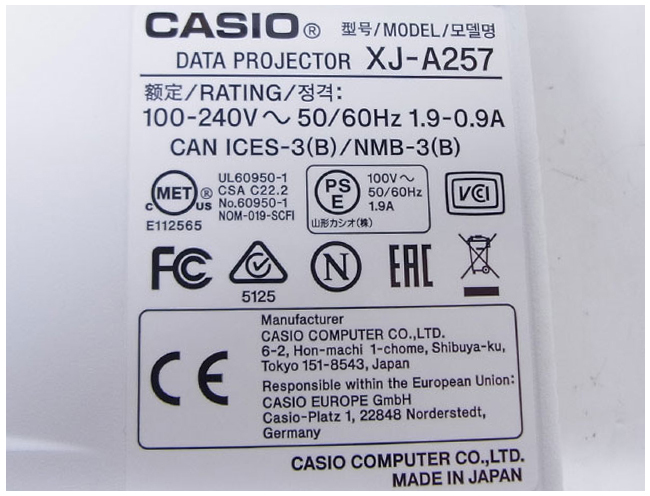 CASIO® 型号/MODEL/모델명
DATA PROJECTOR XJ-A257
额定/RATING/정격:
100-240V～ 50/60Hz 1.9-0.9A
CAN ICES-3(B)/NMB-3(B)
c MET ® US
E112565
UL60950-1
CSA C22.2
No.60950-1
NOM-019-SCFI
PS
E
100V～
50/60Hz
1.9A
山形カシオ(株)
VCI
FC
5125
N
EAC
CE
Manufacturer
CASIO COMPUTER CO.,LTD.
6-2, Hon-machi 1-chome, Shibuya-ku,
Tokyo 151-8543, Japan
Responsible within the European Union:
CASIO EUROPE GmbH
Casio-Platz 1, 22848 Norderstedt,
Germany
CASIO COMPUTER CO.,LTD.
MADE IN JAPAN